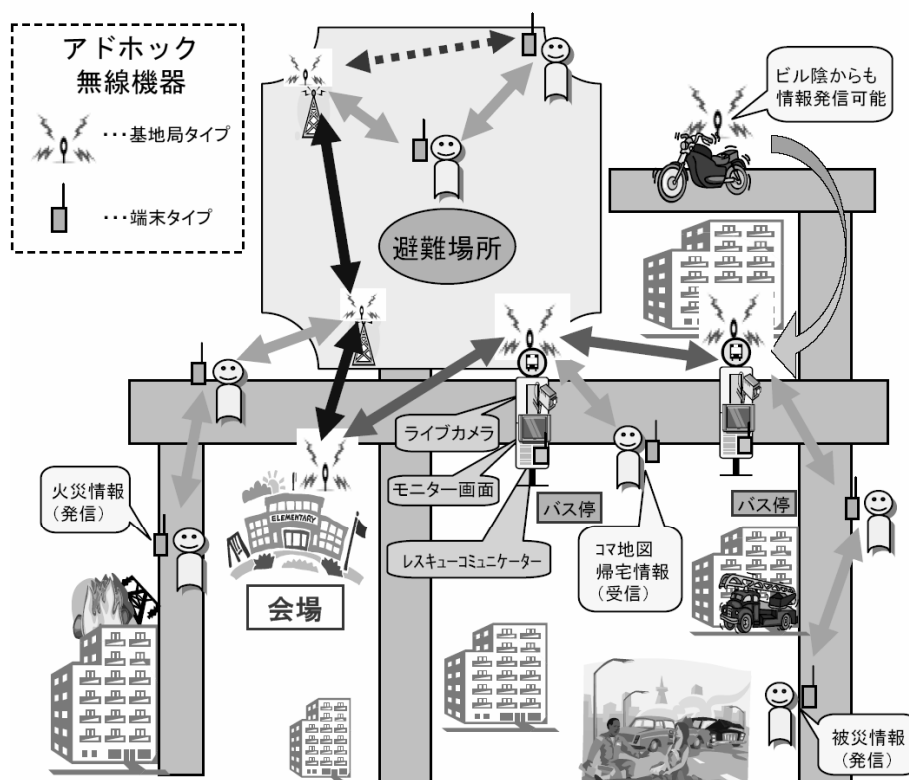 アドホック
無線機器
・・・基地局タイプ
・・・端末タイプ
ビル陰からも
情報発信可能
避難場所
ライブカメラ
モニター画面
レスキューコミュニケーター
バス停
バス停
火災情報
(発信)
ELEMENTARY
会場
コマ地図
帰宅情報
(受信)
被災情報
(発信)